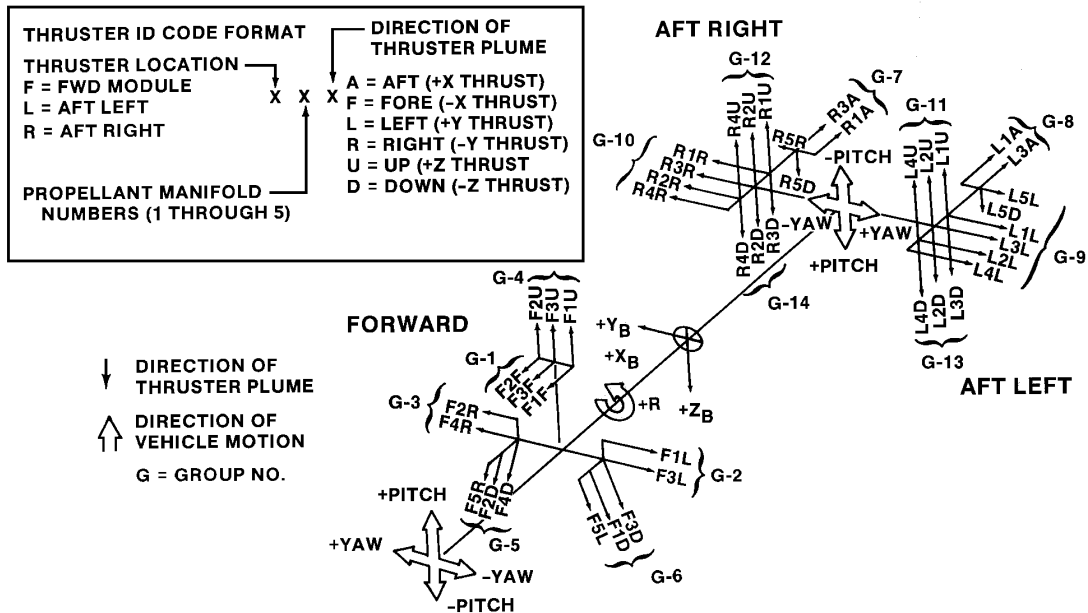 THRUSTER ID CODE FORMAT
THRUSTER LOCATION
F = FWD MODULE
L = AFT LEFT
R = AFT RIGHT
PROPELLANT MANIFOLD
NUMBERS (1 THROUGH 5)
X X X
DIRECTION OF
THRUSTER PLUME
A = AFT (+X THRUST)
F = FORE (–X THRUST)
L = LEFT (+Y THRUST)
R = RIGHT (–Y THRUST)
U = UP (+Z THRUST
D = DOWN (–Z THRUST)
AFT RIGHT
G-12
R4U
R2U
R1U
G-7
R3A
R1A
G-10
R1R
R3R
R2R
R4R
R5R
R5D
R4D
R2D
R3D
G-14
–PITCH
–YAW
+YAW
+PITCH
G-11
L4U
L2U
L1U
G-8
L1A
L3A
L5L
L5D
L1L
L3L
L2L
L4L
G-9
L4D
L2D
L3D
G-13
AFT LEFT
FORWARD
G-4
F2U
F3U
F1U
G-1
F2F
F3F
F1F
G-3
F2R
F4R
+YB
+XB
+R
+ZB
F1L
F3L
G-2
F5R
F2D
F4D
G-5
F5L
F1D
F3D
G-6
+PITCH
+YAW
–YAW
–PITCH
DIRECTION OF
THRUSTER PLUME
DIRECTION OF
VEHICLE MOTION
G = GROUP NO.